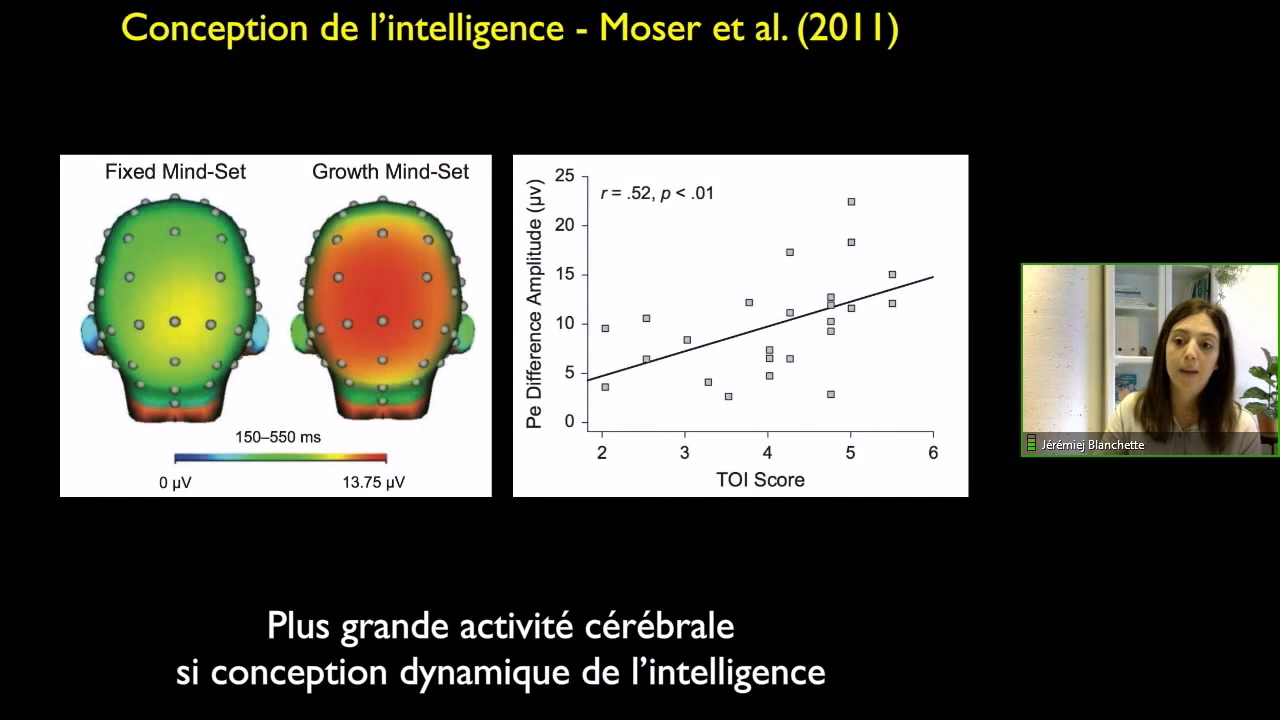 Conception de l'intelligence - Moser et al. (2011)
Fixed Mind-Set
Growth Mind-Set
150–550 ms
0 µV
13.75 µV
Pe Difference Amplitude (µv)
25
20
15
10
5
0
r = .52, p < .01
2
3
4
5
6
TOI Score
Jérémiej Blanchette
Plus grande activité cérébrale
si conception dynamique de l'intelligence